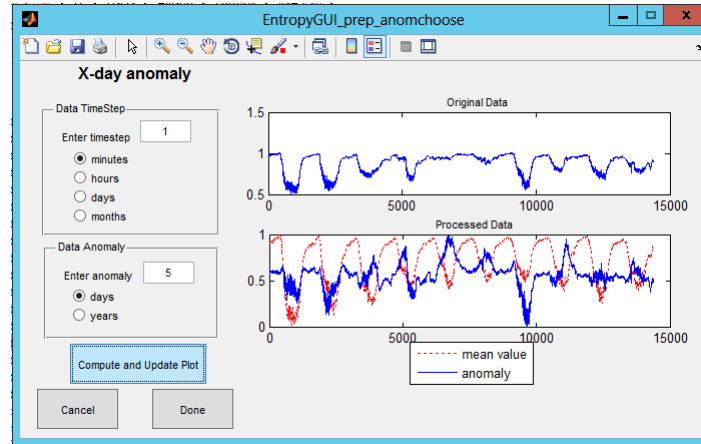 EntropyGUI_prep_anomchoose
X-day anomaly
Data TimeStep
Enter timestep 1
minutes
hours
days
months
Data Anomaly
Enter anomaly 5
days
years
Compute and Update Plot
Cancel Done
Original Data
1.5
1
0.5
0 5000 10000 15000
Processed Data
1
0.5
0
0 5000 10000 15000
mean value
anomaly